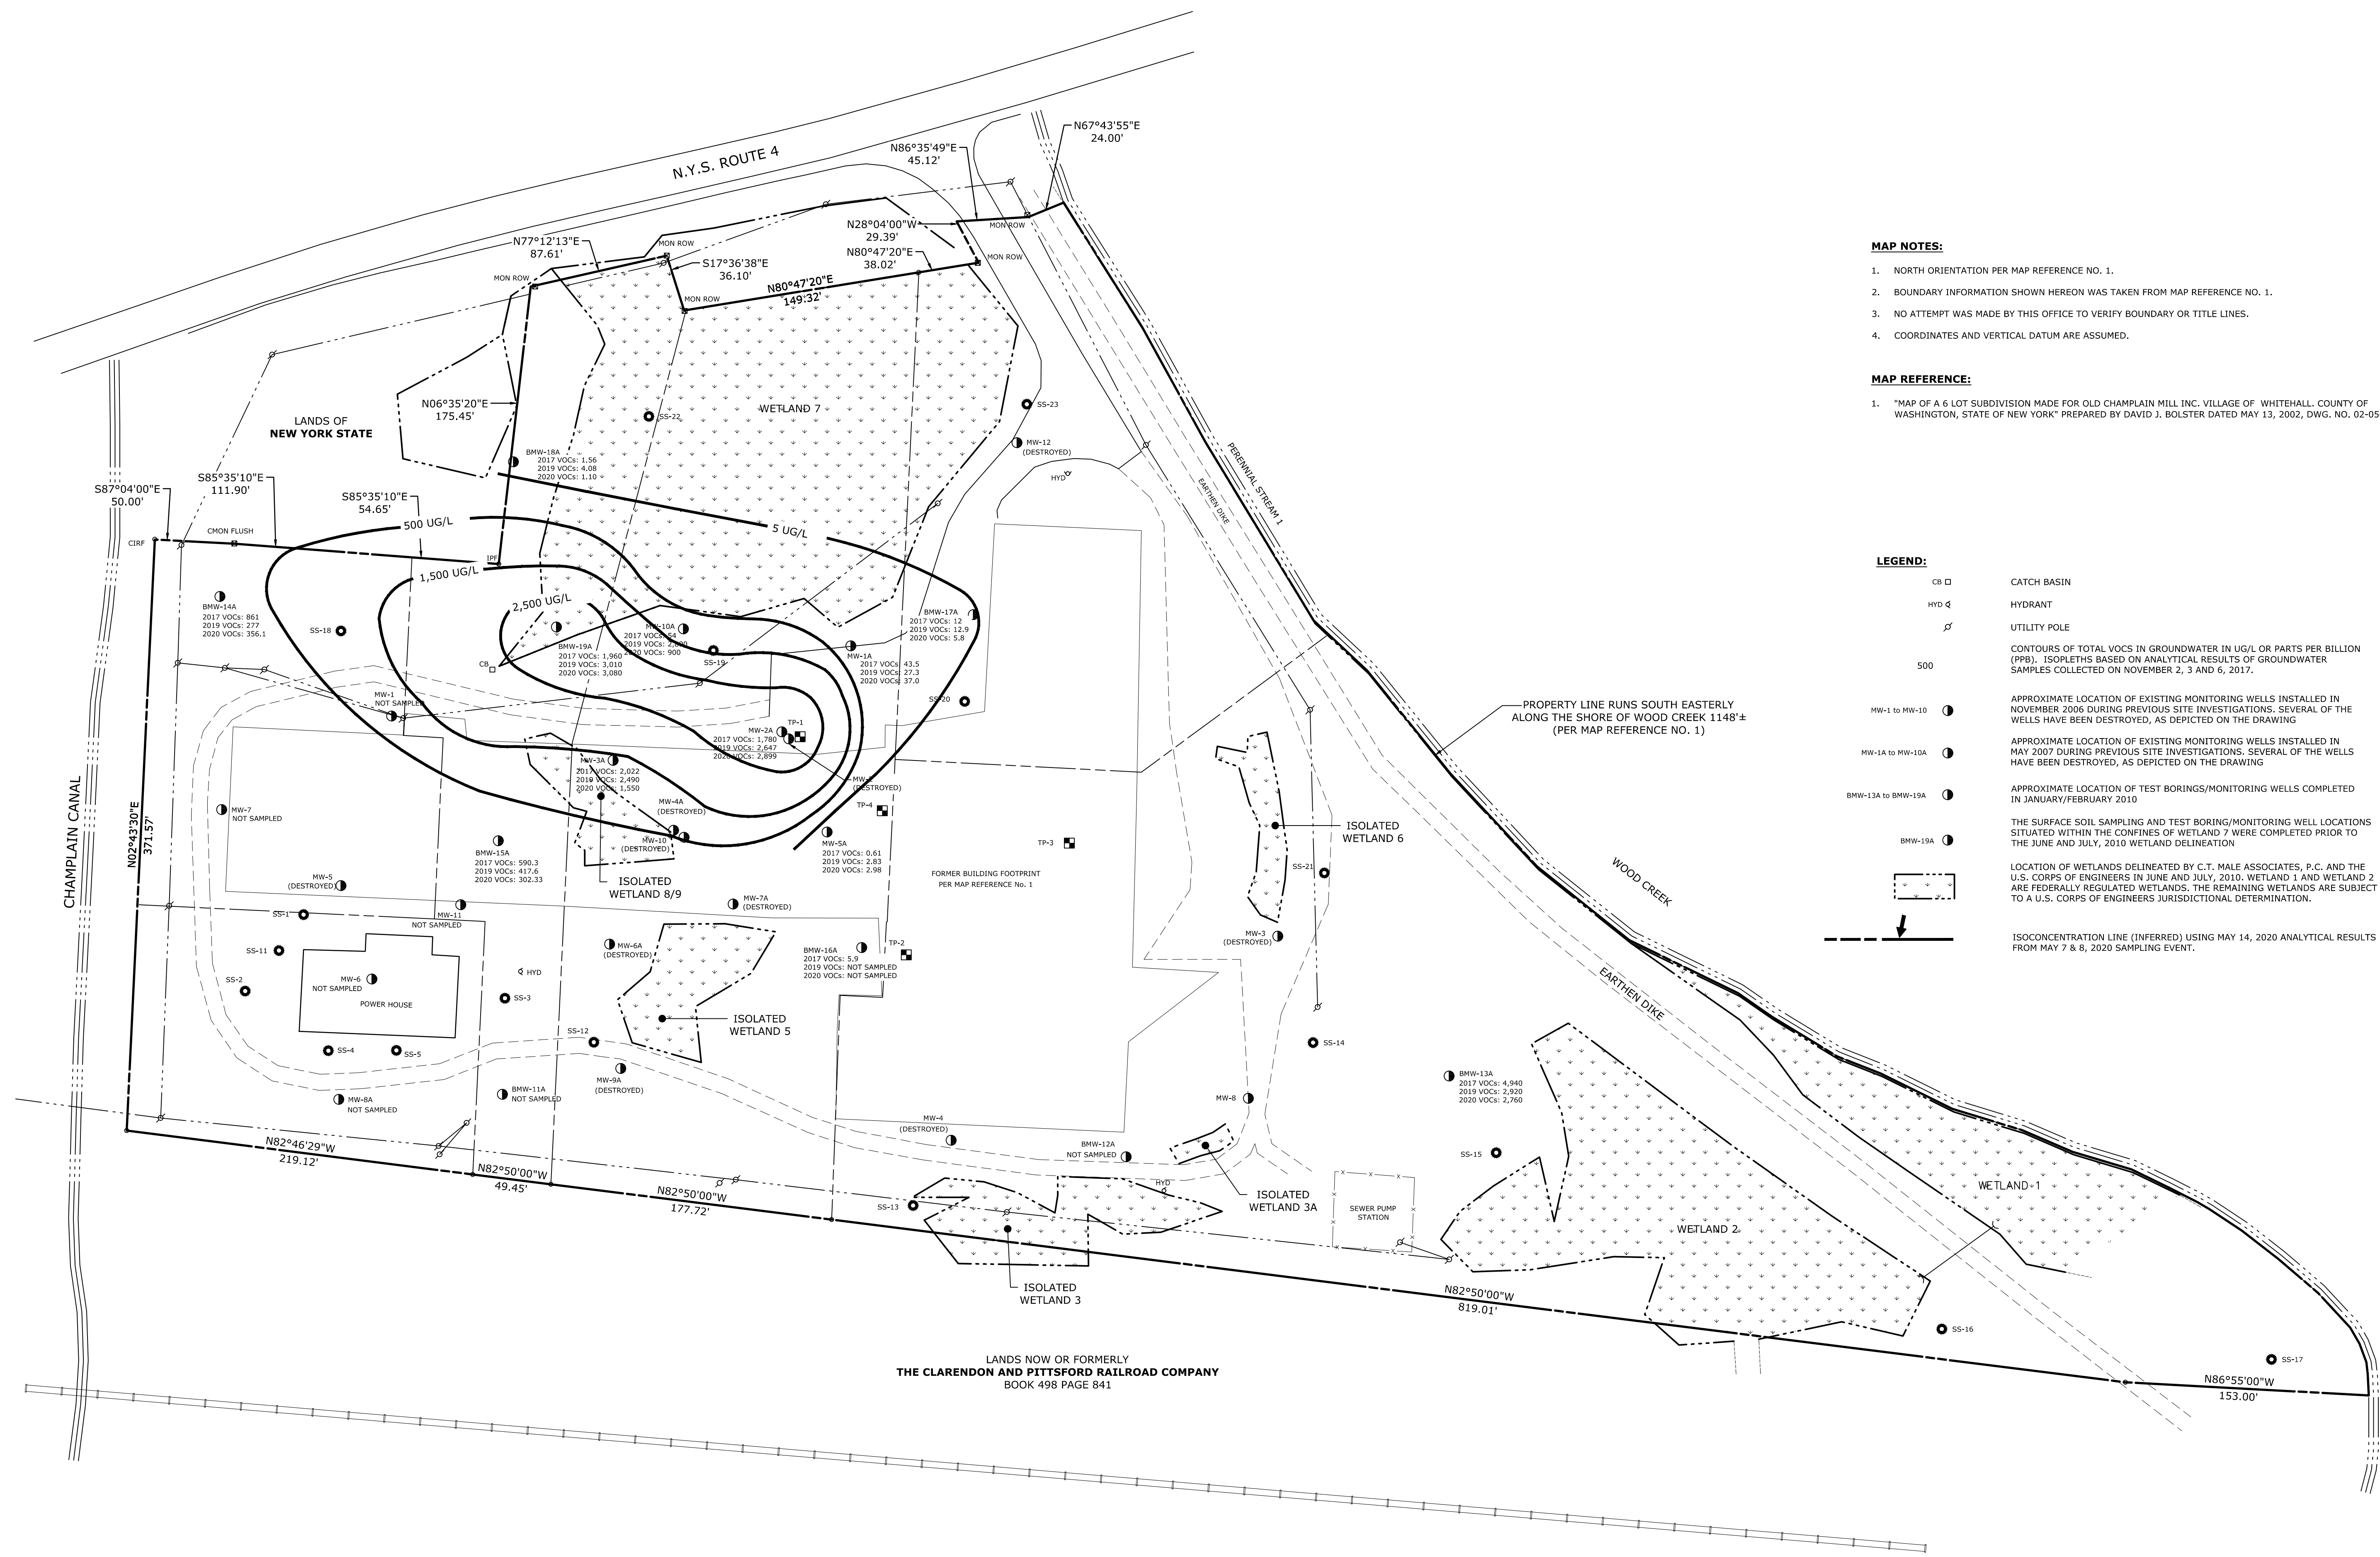 N.Y.S. ROUTE 4
N67°43'55"E
24.00'
N86°35'49"E
45.12'
MON ROW
N28°04'00"W
29.39'
N80°47'20"E
38.02'
MON ROW
N77°12'13"E
87.61'
MON ROW
MON ROW
S17°36'38"E
36.10'
MON ROW
N80°47'20"E
149.32'
LANDS OF
NEW YORK STATE
N06°35'20"E
175.45'
WETLAND 7
SS-22
SS-23
MW-12
(DESTROYED)
HYD
PERENNIAL STREAM 1
EARTHEN DIKE
BMW-18A
2017 VOCs: 1.56
2019 VOCs: 4.08
2020 VOCs: 1.10
S87°04'00"E
50.00'
S85°35'10"E
111.90'
S85°35'10"E
54.65'
CIRF
CMON FLUSH
IPF
500 UG/L
5 UG/L
1,500 UG/L
2,500 UG/L
BMW-14A
2017 VOCs: 861
2019 VOCs: 277
2020 VOCs: 356.1
SS-18
CB
BMW-19A
2017 VOCs: 1,960
2019 VOCs: 3,010
2020 VOCs: 3,080
MW-10A
2017 VOCs: 54
2019 VOCs: 2,800
2020 VOCs: 900
SS-19
MW-1A
2017 VOCs: 43.5
2019 VOCs: 27.3
2020 VOCs: 37.0
BMW-17A
2017 VOCs: 12
2019 VOCs: 12.9
2020 VOCs: 5.8
SS-20
MW-1
NOT SAMPLED
TP-1
MW-2A
2017 VOCs: 1,780
2019 VOCs: 2,647
2020 VOCs: 2,899
MW-2
(DESTROYED)
MW-3A
2017 VOCs: 2,022
2019 VOCs: 2,490
2020 VOCs: 1,550
MW-4A
(DESTROYED)
MW-10
(DESTROYED)
TP-4
TP-3
MW-5A
2017 VOCs: 0.61
2019 VOCs: 2.83
2020 VOCs: 2.98
MW-7
NOT SAMPLED
CHAMPLAIN CANAL
N02°43'30"E
371.57'
BMW-15A
2017 VOCs: 590.3
2019 VOCs: 417.6
2020 VOCs: 302.33
ISOLATED
WETLAND 8/9
FORMER BUILDING FOOTPRINT
PER MAP REFERENCE No. 1
PROPERTY LINE RUNS SOUTH EASTERLY
ALONG THE SHORE OF WOOD CREEK 1148'±
(PER MAP REFERENCE NO. 1)
ISOLATED
WETLAND 6
SS-21
WOOD CREEK
EARTHEN DIKE
MW-5
(DESTROYED)
SS-1
MW-11
NOT SAMPLED
MW-7A
(DESTROYED)
SS-11
SS-2
MW-6
NOT SAMPLED
POWER HOUSE
HYD
SS-3
MW-6A
(DESTROYED)
BMW-16A
2017 VOCs: 5.9
2019 VOCs: NOT SAMPLED
2020 VOCs: NOT SAMPLED
TP-2
MW-3
(DESTROYED)
ISOLATED
WETLAND 5
SS-4
SS-5
SS-12
MW-9A
(DESTROYED)
SS-14
MW-8A
NOT SAMPLED
BMW-11A
NOT SAMPLED
MW-8
MW-4
(DESTROYED)
BMW-12A
NOT SAMPLED
BMW-13A
2017 VOCs: 4,940
2019 VOCs: 2,920
2020 VOCs: 2,760
SS-15
N82°46'29"W
219.12'
N82°50'00"W
49.45'
N82°50'00"W
177.72'
SS-13
HYD
ISOLATED
WETLAND 3A
SEWER PUMP
STATION
WETLAND 1
WETLAND 2
ISOLATED
WETLAND 3
N82°50'00"W
819.01'
SS-16
SS-17
N86°55'00"W
153.00'
LANDS NOW OR FORMERLY
THE CLARENDON AND PITTSFORD RAILROAD COMPANY
BOOK 498 PAGE 841
MAP NOTES:
1. NORTH ORIENTATION PER MAP REFERENCE NO. 1.
2. BOUNDARY INFORMATION SHOWN HEREON WAS TAKEN FROM MAP REFERENCE NO. 1.
3. NO ATTEMPT WAS MADE BY THIS OFFICE TO VERIFY BOUNDARY OR TITLE LINES.
4. COORDINATES AND VERTICAL DATUM ARE ASSUMED.
MAP REFERENCE:
1. "MAP OF A 6 LOT SUBDIVISION MADE FOR OLD CHAMPLAIN MILL INC. VILLAGE OF WHITEHALL. COUNTY OF
WASHINGTON, STATE OF NEW YORK" PREPARED BY DAVID J. BOLSTER DATED MAY 13, 2002, DWG. NO. 02-05
LEGEND:
CB CATCH BASIN
HYD HYDRANT
UTILITY POLE
500
CONTOURS OF TOTAL VOCS IN GROUNDWATER IN UG/L OR PARTS PER BILLION
(PPB). ISOPLETHS BASED ON ANALYTICAL RESULTS OF GROUNDWATER
SAMPLES COLLECTED ON NOVEMBER 2, 3 AND 6, 2017.
MW-1 to MW-10
APPROXIMATE LOCATION OF EXISTING MONITORING WELLS INSTALLED IN
NOVEMBER 2006 DURING PREVIOUS SITE INVESTIGATIONS. SEVERAL OF THE
WELLS HAVE BEEN DESTROYED, AS DEPICTED ON THE DRAWING
MW-1A to MW-10A
APPROXIMATE LOCATION OF EXISTING MONITORING WELLS INSTALLED IN
MAY 2007 DURING PREVIOUS SITE INVESTIGATIONS. SEVERAL OF THE WELLS
HAVE BEEN DESTROYED, AS DEPICTED ON THE DRAWING
BMW-13A to BMW-19A
APPROXIMATE LOCATION OF TEST BORINGS/MONITORING WELLS COMPLETED
IN JANUARY/FEBRUARY 2010
BMW-19A
THE SURFACE SOIL SAMPLING AND TEST BORING/MONITORING WELL LOCATIONS
SITUATED WITHIN THE CONFINES OF WETLAND 7 WERE COMPLETED PRIOR TO
THE JUNE AND JULY, 2010 WETLAND DELINEATION
LOCATION OF WETLANDS DELINEATED BY C.T. MALE ASSOCIATES, P.C. AND THE
U.S. CORPS OF ENGINEERS IN JUNE AND JULY, 2010. WETLAND 1 AND WETLAND 2
ARE FEDERALLY REGULATED WETLANDS. THE REMAINING WETLANDS ARE SUBJECT
TO A U.S. CORPS OF ENGINEERS JURISDICTIONAL DETERMINATION.
ISOCONCENTRATION LINE (INFERRED) USING MAY 14, 2020 ANALYTICAL RESULTS
FROM MAY 7 & 8, 2020 SAMPLING EVENT.